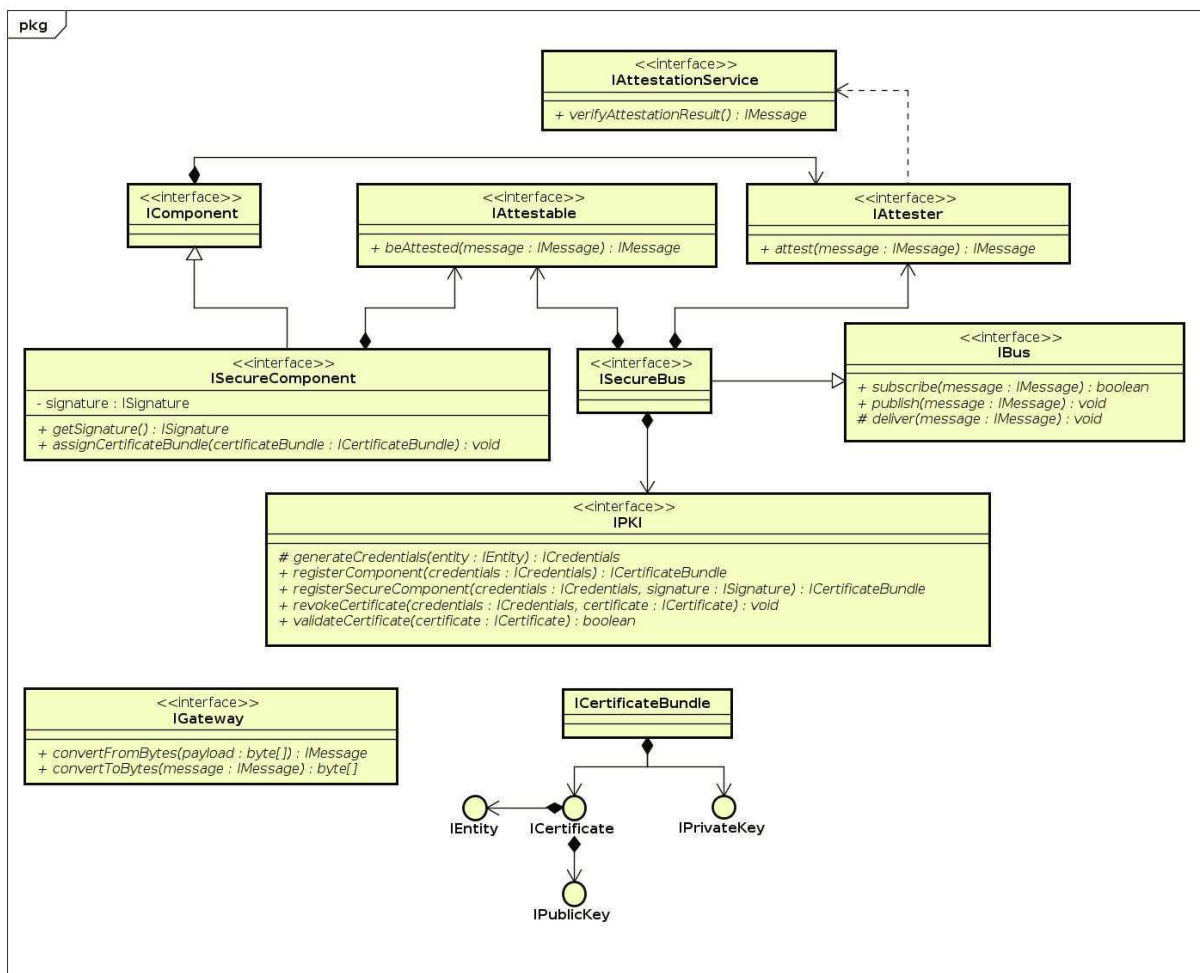 pkg
<<interface>>
IAttestationService
+ verifyAttestationResult() : IMessage
<<interface>>
IComponent
<<interface>>
IAttestable
+ beAttested(message : IMessage) : IMessage
<<interface>>
IAttester
+ attest(message : IMessage) : IMessage
<<interface>>
ISecureComponent
- signature : ISignature
+ getSignature() : ISignature
+ assignCertificateBundle(certificateBundle : ICertificateBundle) : void
<<interface>>
ISecureBus
<<interface>>
IBus
+ subscribe(message : IMessage) : boolean
+ publish(message : IMessage) : void
# deliver(message : IMessage) : void
<<interface>>
IPKI
# generateCredentials(entity : IEntity) : ICredentials
+ registerComponent(credentials : ICredentials) : ICertificateBundle
+ registerSecureComponent(credentials : ICredentials, signature : ISignature) : ICertificateBundle
+ revokeCertificate(credentials : ICredentials, certificate : ICertificate) : void
+ validateCertificate(certificate : ICertificate) : boolean
<<interface>>
IGateway
+ convertFromBytes(payload : byte[]) : IMessage
+ convertToBytes(message : IMessage) : byte[]
ICertificateBundle
IEntity
ICertificate
IPrivateKey
IPublicKey